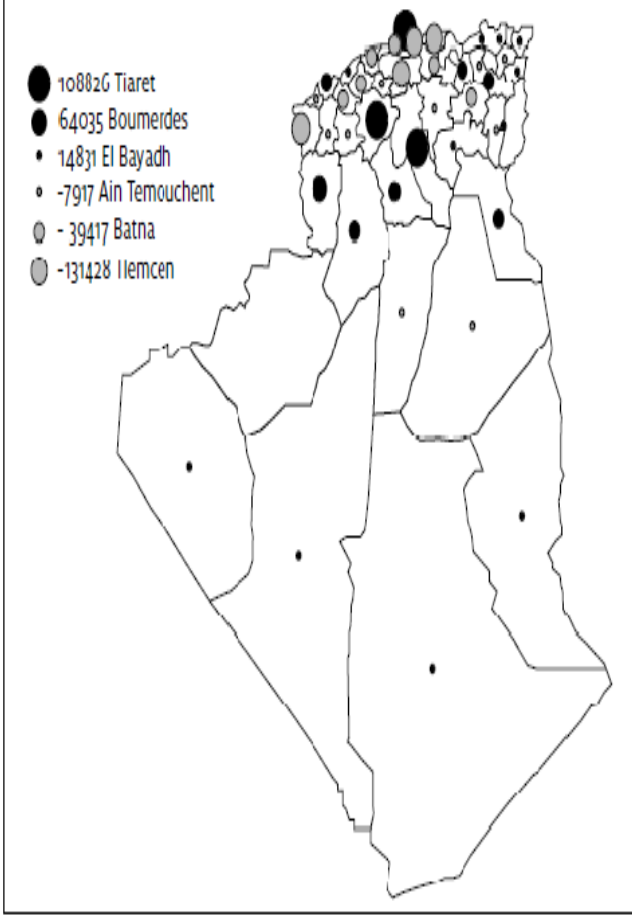 108826 Tiaret
64035 Boumerdes
14831 El Bayadh
-7917 Ain Temouchent
- 39417 Batna
-131428 Tlemcen